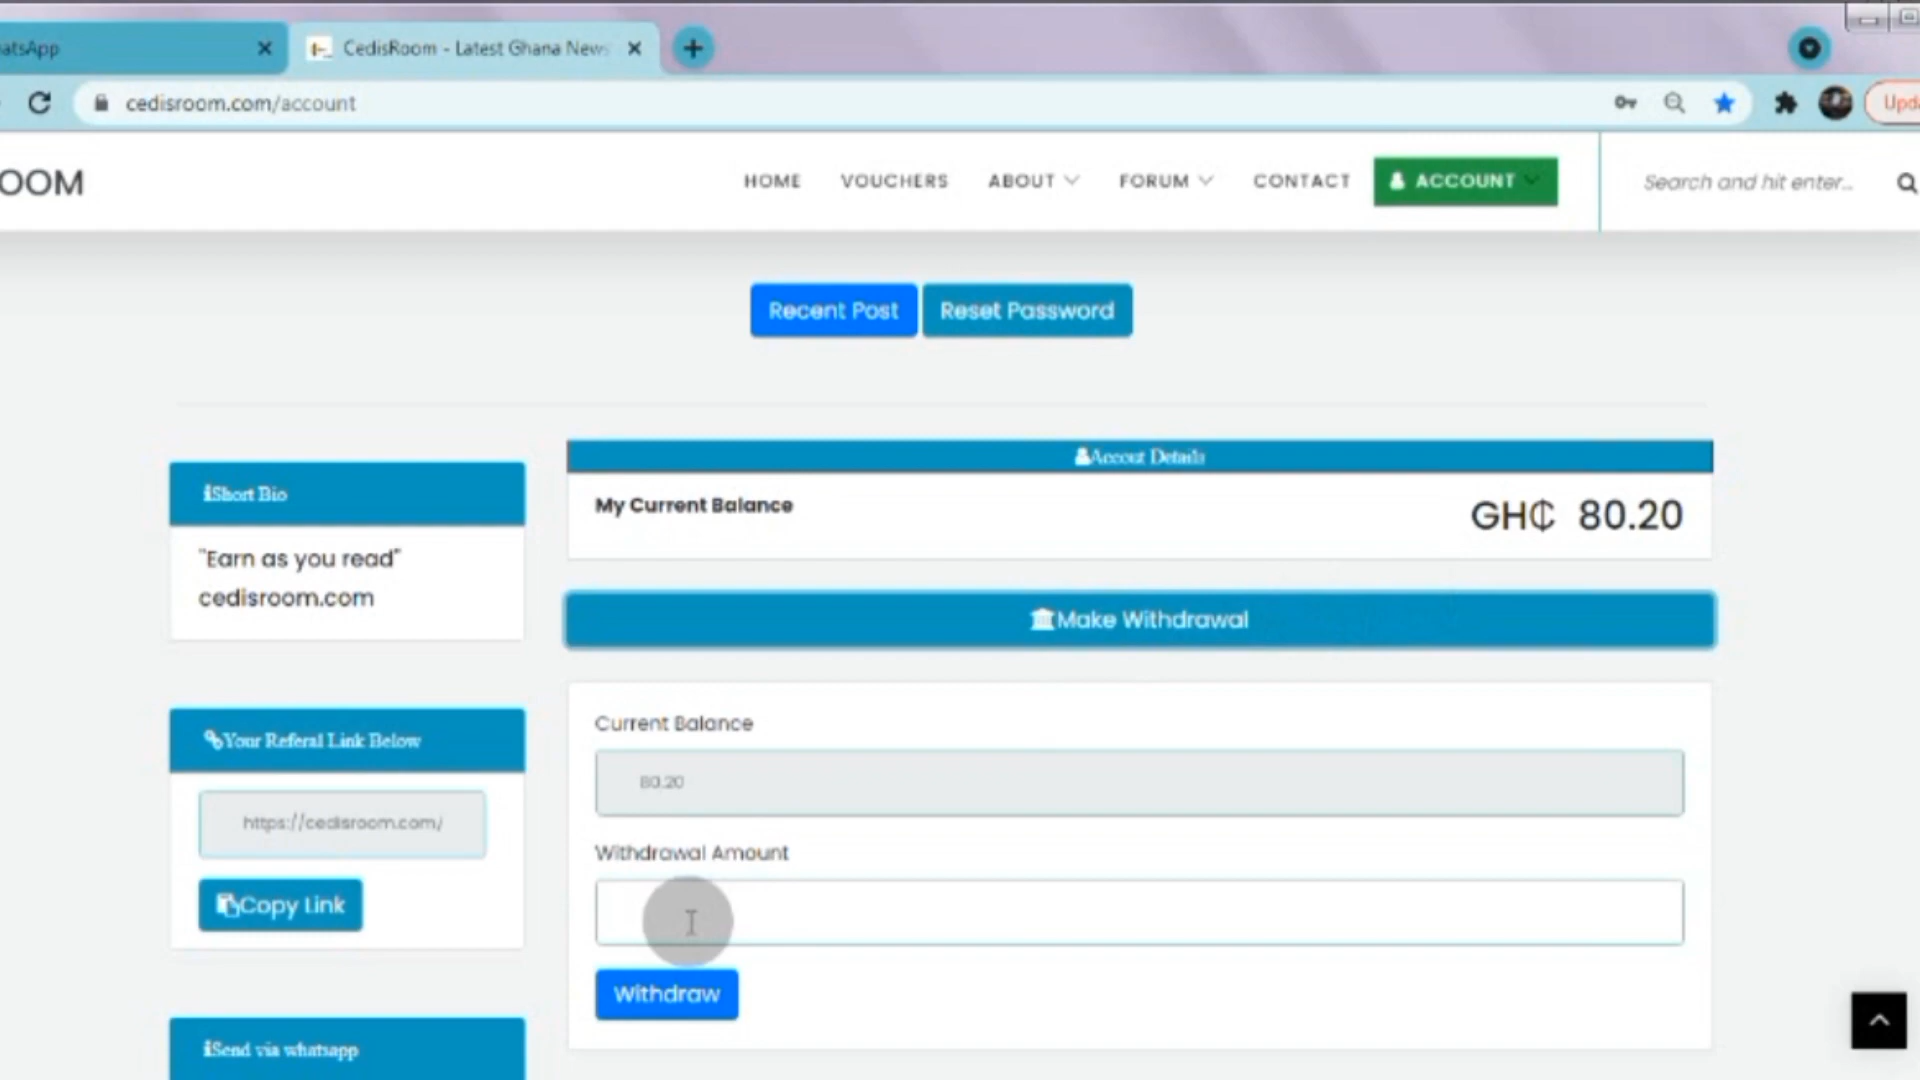 atsApp
CedisRoom - Latest Ghana News
cedisroom.com/account
Upd
OOM
HOME
VOUCHERS
ABOUT
FORUM
CONTACT
ACCOUNT
Search and hit enter...
Recent Post
Reset Password
Accout Details
My Current Balance
GH₵ 80.20
Make Withdrawal
Short Bio
"Earn as you read"
cedisroom.com
Your Referal Link Below
https://cedisroom.com/
Copy Link
Send via whatsapp
Current Balance
80.20
Withdrawal Amount
Withdraw